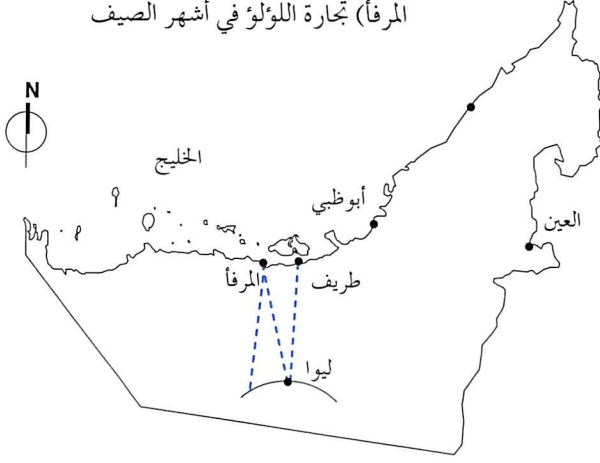 المرفأ) تجارة اللؤلؤ في أشهر الصيف
N
الخليج
أبوظبي
العين
المرفأ
طريف
ليوا